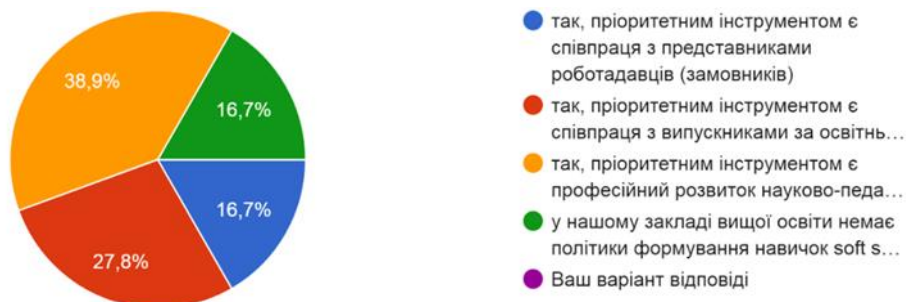 38,9%
16,7%
16,7%
27,8%
так, пріоритетним інструментом є
співпраця з представниками
роботадавців (замовників)
так, пріоритетним інструментом є
співпраця з випускниками за освітнь…
так, пріоритетним інструментом є
професійний розвиток науково-педа…
у нашому закладі вищої освіти немає
політики формування навичок soft s…
Ваш варіант відповіді